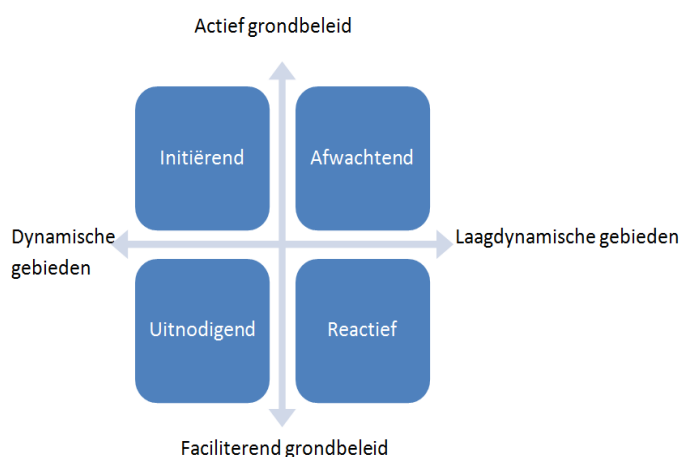 Actief grondbeleid
Initiërend
Afwachtend
Dynamische
gebieden
Laagdynamische gebieden
Uitnodigend
Reactief
Faciliterend grondbeleid